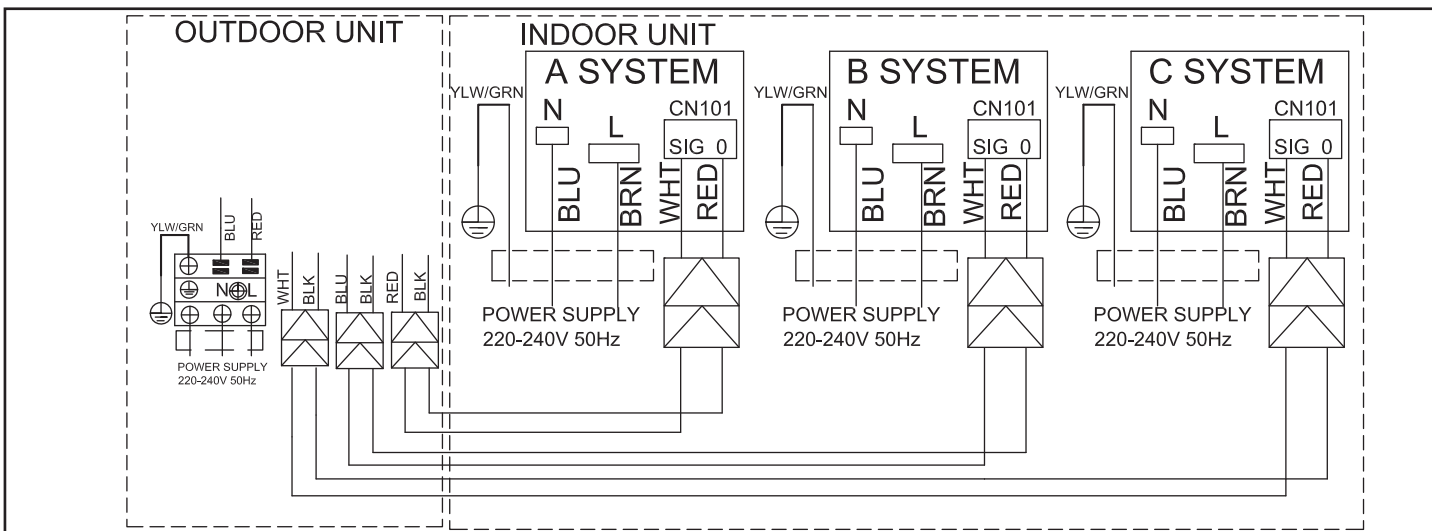 OUTDOOR UNIT
INDOOR UNIT
A SYSTEM
B SYSTEM
C SYSTEM
YLW/GRN
N
L
CN101
SIG 0
BLU
BRN
WHT
RED
YLW/GRN
N
L
CN101
SIG 0
BLU
BRN
WHT
RED
YLW/GRN
N
L
CN101
SIG 0
BLU
BRN
WHT
RED
YLW/GRN
BLU
RED
N L
WHT
BLK
BLU
BLK
RED
BLK
POWER SUPPLY
220-240V 50Hz
POWER SUPPLY
220-240V 50Hz
POWER SUPPLY
220-240V 50Hz
POWER SUPPLY
220-240V 50Hz